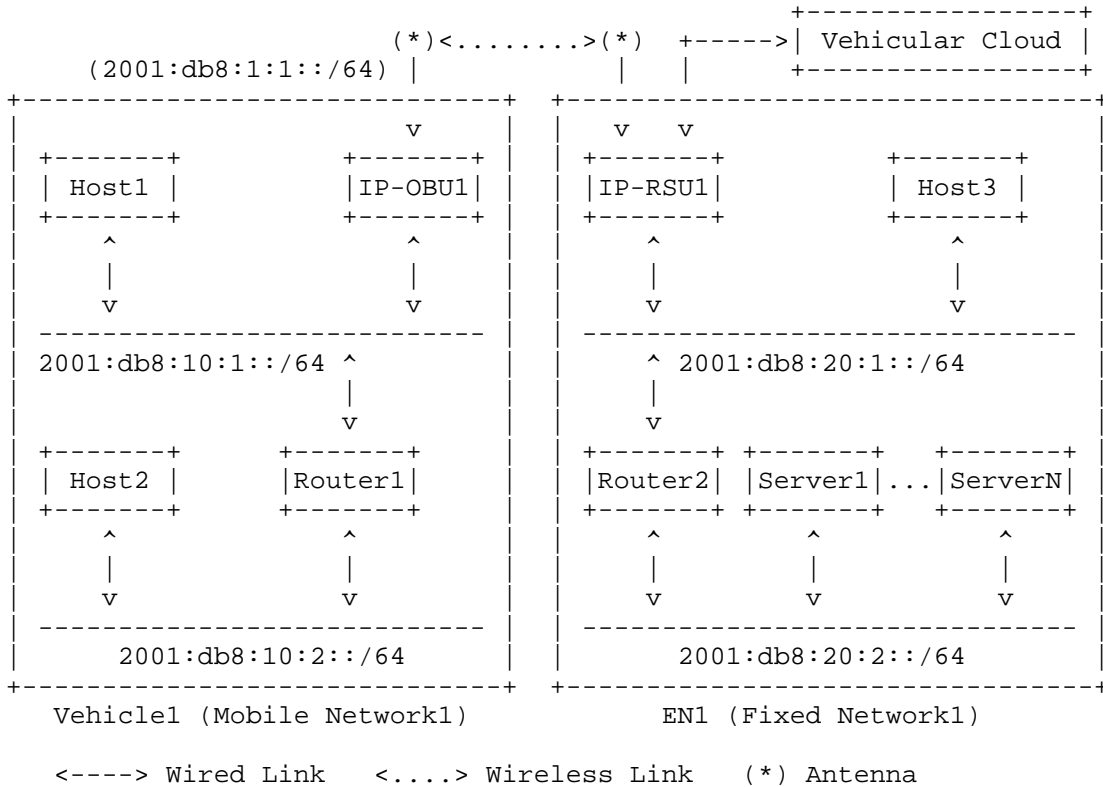 Vehicular Cloud
(*)<........>(*)
(2001:db8:1:1::/64)
Host1 IP-OBU1 IP-RSU1 Host3
2001:db8:10:1::/64 2001:db8:20:1::/64
Host2 Router1 Router2 Server1 ... ServerN
2001:db8:10:2::/64 2001:db8:20:2::/64
Vehicle1 (Mobile Network1) EN1 (Fixed Network1)
<----> Wired Link <....> Wireless Link (*) Antenna